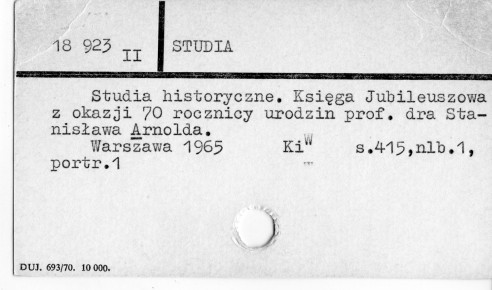 18 923 II
STUDIA
Studia historyczne. Księga Jubileuszowa
z okazji 70 rocznicy urodzin prof. dra Sta-
nisława Arnolda.
Warszawa 1965 KiW s.415,nlb.1,
portr.1
DUJ. 693/70. 10 000.